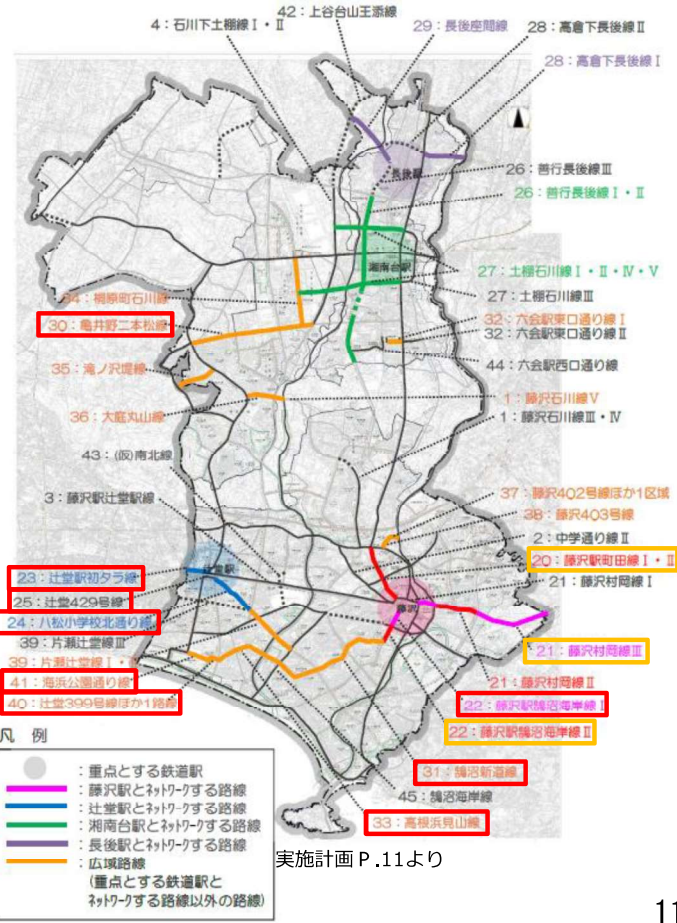 42：上谷台山王添線
4：石川下土棚線Ⅰ・Ⅱ
29：長後座間線
28：高倉下長後線Ⅱ
28：高倉下長後線Ⅰ
長後駅
26：善行長後線Ⅲ
26：善行長後線Ⅰ・Ⅱ
湘南台駅
27：土棚石川線Ⅰ・Ⅱ・Ⅳ・Ⅴ
27：土棚石川線Ⅲ
34：桐原町石川線
30：亀井野二本松線
32：六会駅東口通り線Ⅰ
32：六会駅東口通り線Ⅱ
44：六会駅西口通り線
35：滝ノ沢堤線
36：大庭丸山線
1：藤沢石川線Ⅴ
1：藤沢石川線Ⅲ・Ⅳ
43：(仮)南北線
3：藤沢駅辻堂駅線
37：藤沢402号線ほか1区域
38：藤沢403号線
2：中学通り線Ⅱ
20：藤沢駅町田線Ⅰ・Ⅱ
21：藤沢村岡線Ⅰ
辻堂駅
23：辻堂駅初タラ線
25：辻堂429号線
24：八松小学校北通り線
藤沢
39：片瀬辻堂線Ⅲ
39：片瀬辻堂線Ⅰ・
41：海浜公園通り線
40：辻堂399号線ほか1路線
21：藤沢村岡線Ⅲ
21：藤沢村岡線Ⅱ
22：藤沢駅鵠沼海岸線Ⅰ
22：藤沢駅鵠沼海岸線Ⅱ
31：鵠沼新道線
45：鵠沼海岸線
33：高根浜見山線
凡 例
：重点とする鉄道駅
：藤沢駅とネットワークする路線
：辻堂駅とネットワークする路線
：湘南台駅とネットワークする路線
：長後駅とネットワークする路線
：広域路線
(重点とする鉄道駅と
ネットワークする路線以外の路線)
実施計画Ｐ.11より
11